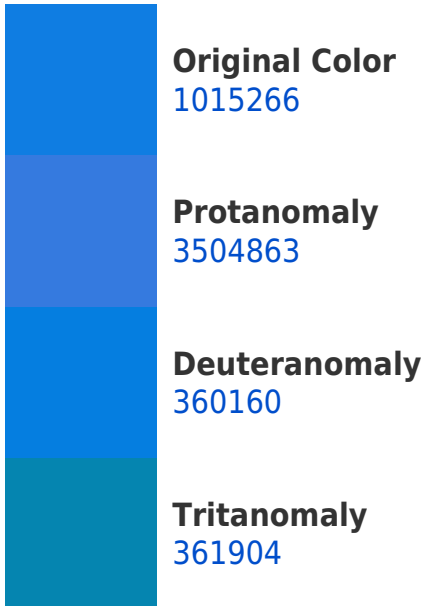 Original Color
1015266
Protanomaly
3504863
Deuteranomaly
360160
Tritanomaly
361904